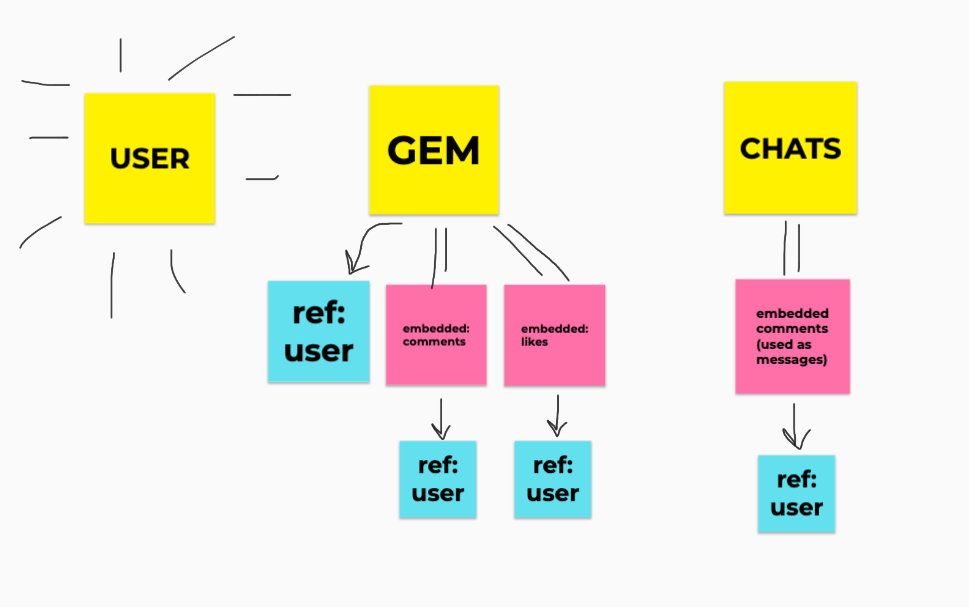 USER
GEM
CHATS
ref:
user
embedded:
comments
embedded:
likes
embedded
comments
(used as
messages)
ref:
user
ref:
user
ref:
user